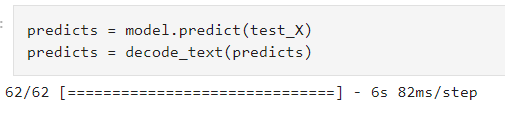 predicts = model.predict(test_X)
predicts = decode_text(predicts)
62/62 [==============================] - 6s 82ms/step